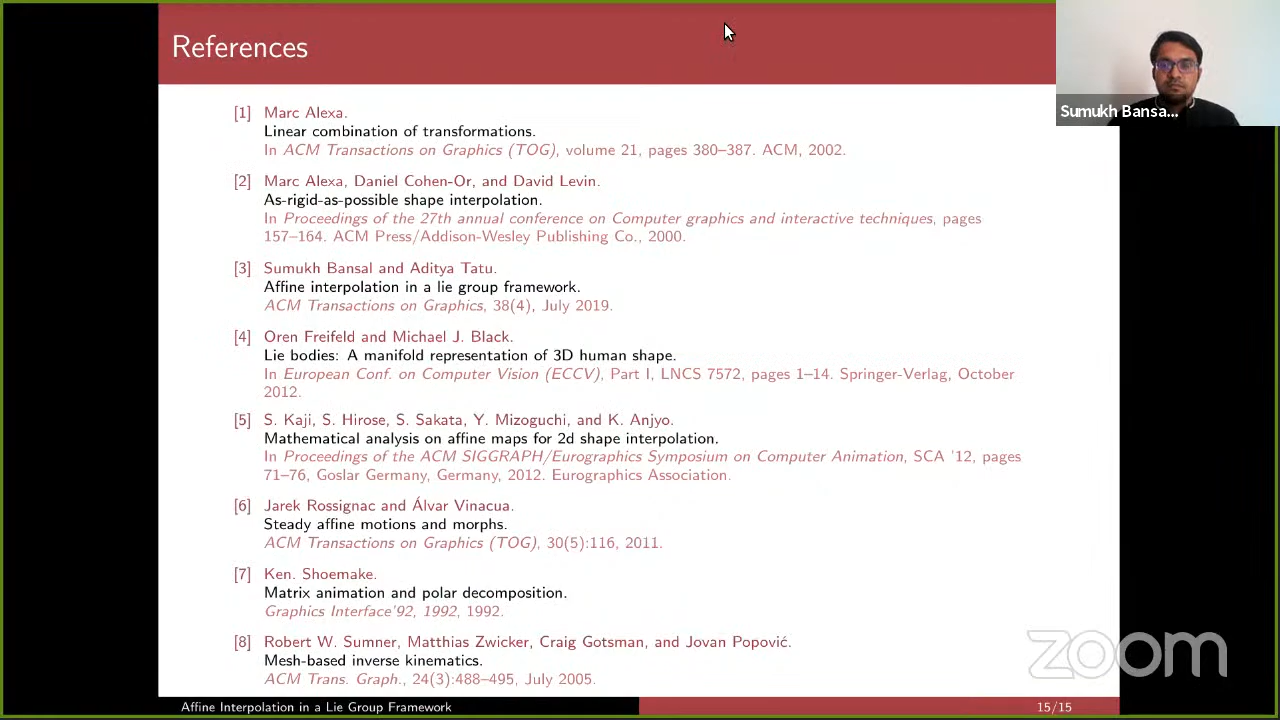 References
Sumukh Bansa...
[1] Marc Alexa.
Linear combination of transformations.
In ACM Transactions on Graphics (TOG), volume 21, pages 380–387. ACM, 2002.
[2] Marc Alexa, Daniel Cohen-Or, and David Levin.
As-rigid-as-possible shape interpolation.
In Proceedings of the 27th annual conference on Computer graphics and interactive techniques, pages
157–164. ACM Press/Addison-Wesley Publishing Co., 2000.
[3] Sumukh Bansal and Aditya Tatu.
Affine interpolation in a lie group framework.
ACM Transactions on Graphics, 38(4), July 2019.
[4] Oren Freifeld and Michael J. Black.
Lie bodies: A manifold representation of 3D human shape.
In European Conf. on Computer Vision (ECCV), Part I, LNCS 7572, pages 1–14. Springer-Verlag, October
2012.
[5] S. Kaji, S. Hirose, S. Sakata, Y. Mizoguchi, and K. Anjyo.
Mathematical analysis on affine maps for 2d shape interpolation.
In Proceedings of the ACM SIGGRAPH/Eurographics Symposium on Computer Animation, SCA '12, pages
71–76, Goslar Germany, Germany, 2012. Eurographics Association.
[6] Jarek Rossignac and Álvar Vinacua.
Steady affine motions and morphs.
ACM Transactions on Graphics (TOG), 30(5):116, 2011.
[7] Ken. Shoemake.
Matrix animation and polar decomposition.
Graphics Interface'92, 1992, 1992.
[8] Robert W. Sumner, Matthias Zwicker, Craig Gotsman, and Jovan Popović.
Mesh-based inverse kinematics.
ACM Trans. Graph., 24(3):488–495, July 2005.
zoom
Affine Interpolation in a Lie Group Framework
15/15